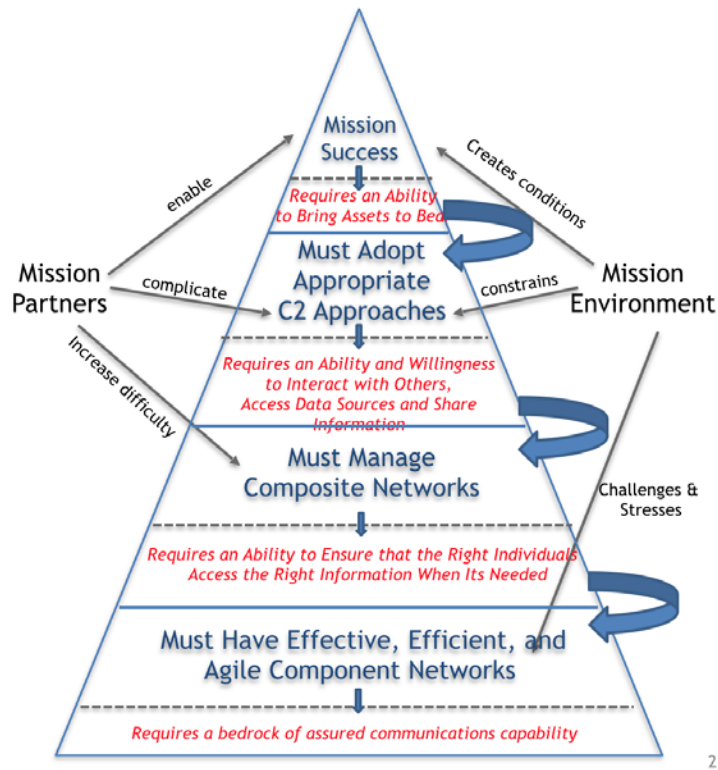 Mission
Success
Requires an Ability
to Bring Assets to Bed
enable
Creates conditions
Mission
Partners
complicate
Must Adopt
Appropriate
C2 Approaches
constrains
Mission
Environment
Increase difficulty
Requires an Ability and Willingness
to Interact with Others,
Access Data Sources and Share
Information
Must Manage
Composite Networks
Challenges &
Stresses
Requires an Ability to Ensure that the Right Individuals
Access the Right Information When Its Needed
Must Have Effective, Efficient, and
Agile Component Networks
Requires a bedrock of assured communications capability
2